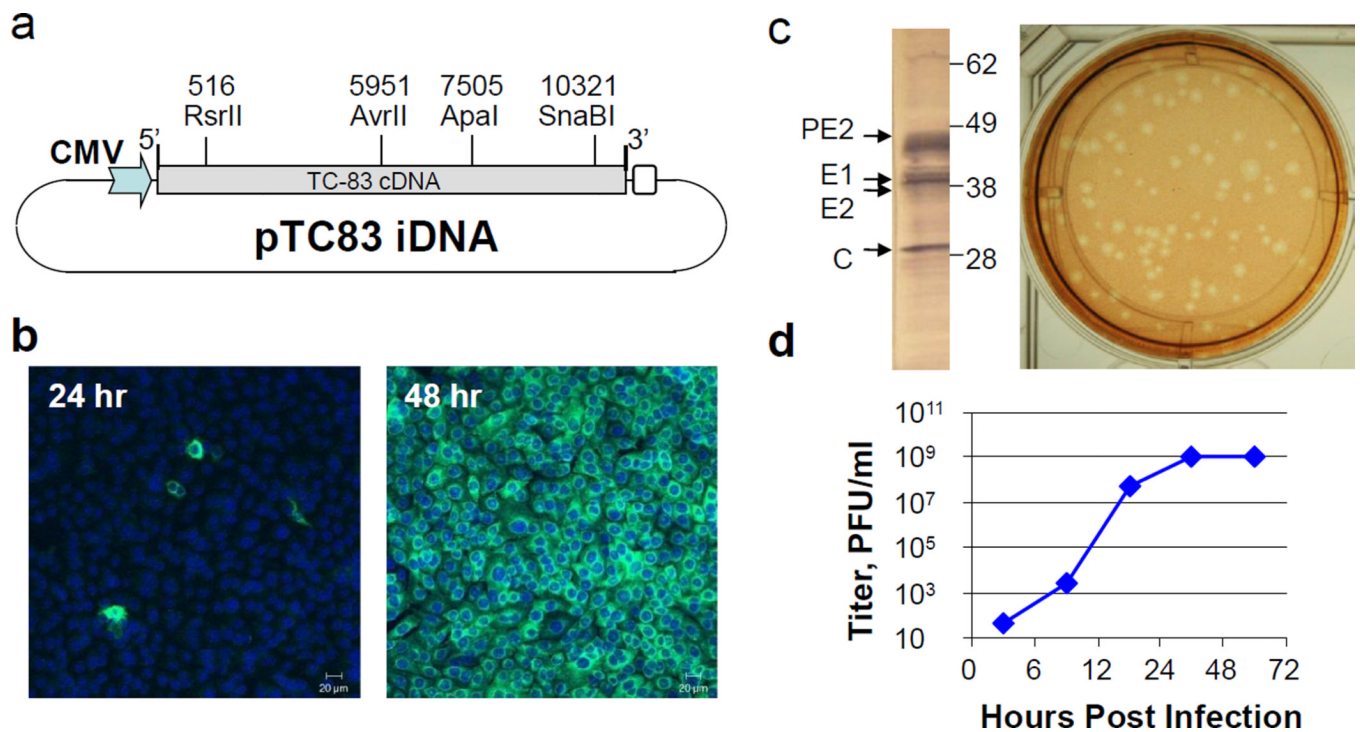 a
516 5951 7505 10321
RsrII AvrII ApaI SnaBI
5’ 3’
CMV
TC-83 cDNA
pTC83 iDNA
b
24 hr
20 µm
48 hr
20 µm
c
62
PE2 49
E1 38
E2
C 28
d
Titer, PFU/ml
10¹¹
10⁹
10⁷
10⁵
10³
10
0 6 12 24 48 72
Hours Post Infection